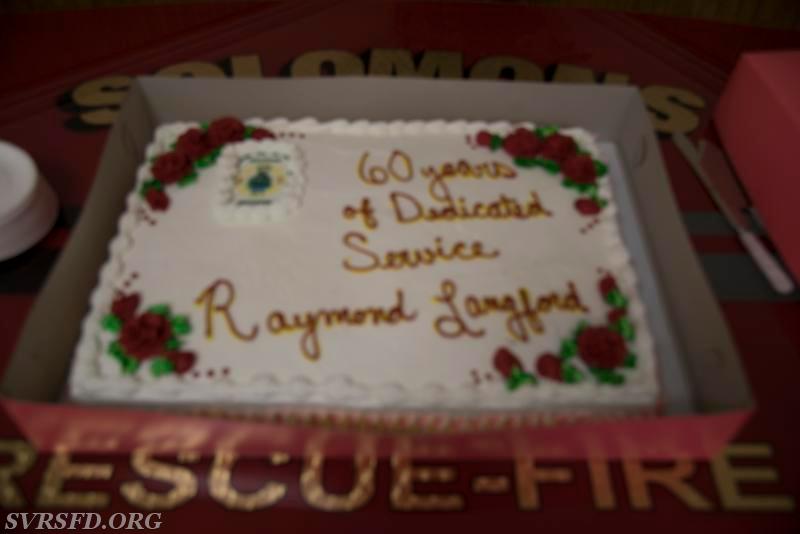 SOLOMONS
60 years
of Dedicated
Service
Raymond Langford
RESCUE-FIRE
SVRSFD.ORG